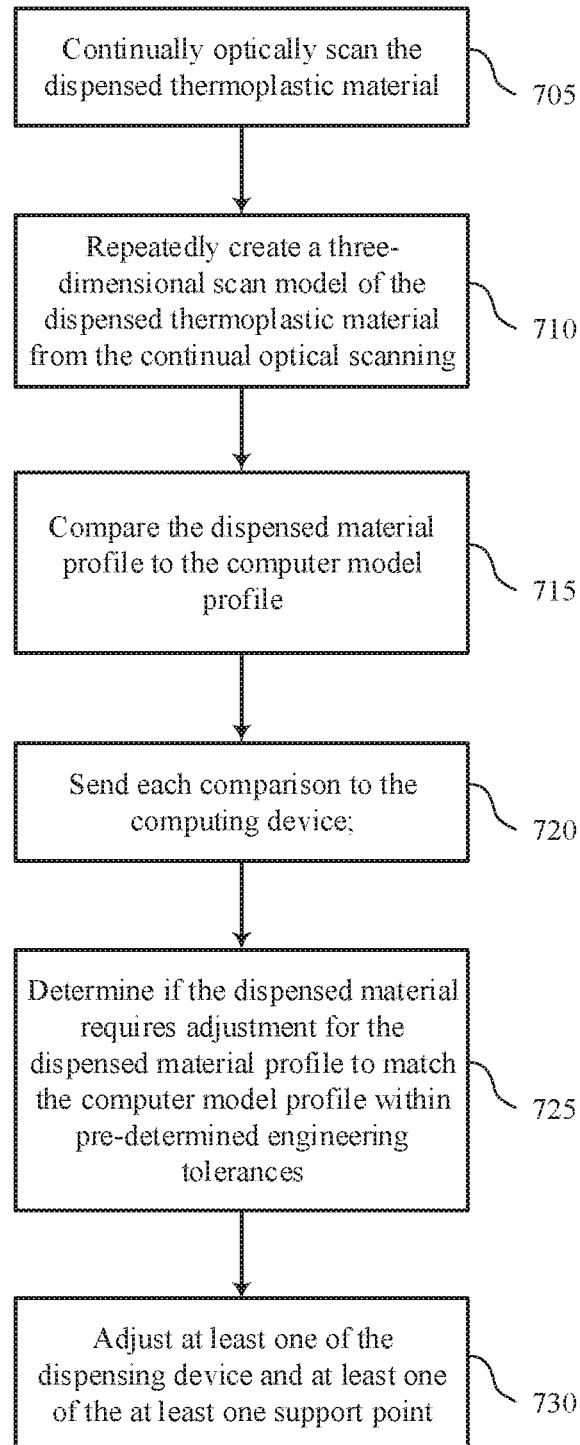 Continually optically scan the
dispensed thermoplastic material
705
Repeatedly create a three-
dimensional scan model of the
dispensed thermoplastic material
from the continual optical scanning
710
Compare the dispensed material
profile to the computer model
profile
715
Send each comparison to the
computing device;
720
Determine if the dispensed material
requires adjustment for the
dispensed material profile to match
the computer model profile within
pre-determined engineering
tolerances
725
Adjust at least one of the
dispensing device and at least one
of the at least one support point
730